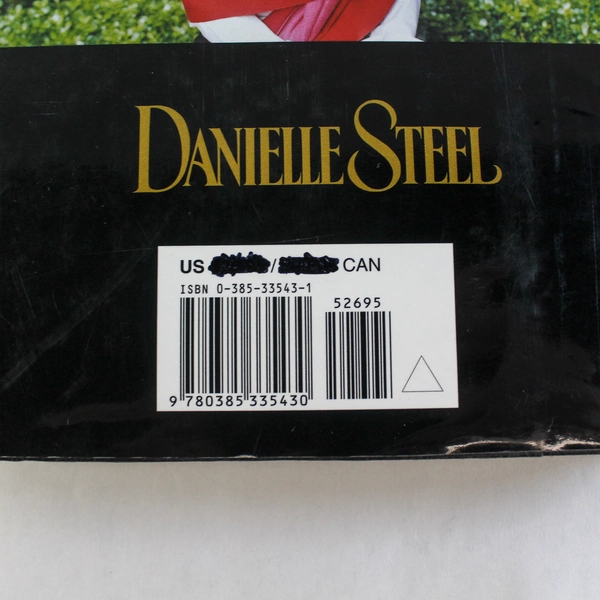 DANIELLE STEEL
US / CAN
ISBN 0-385-33543-1
52695
9 780385 335430